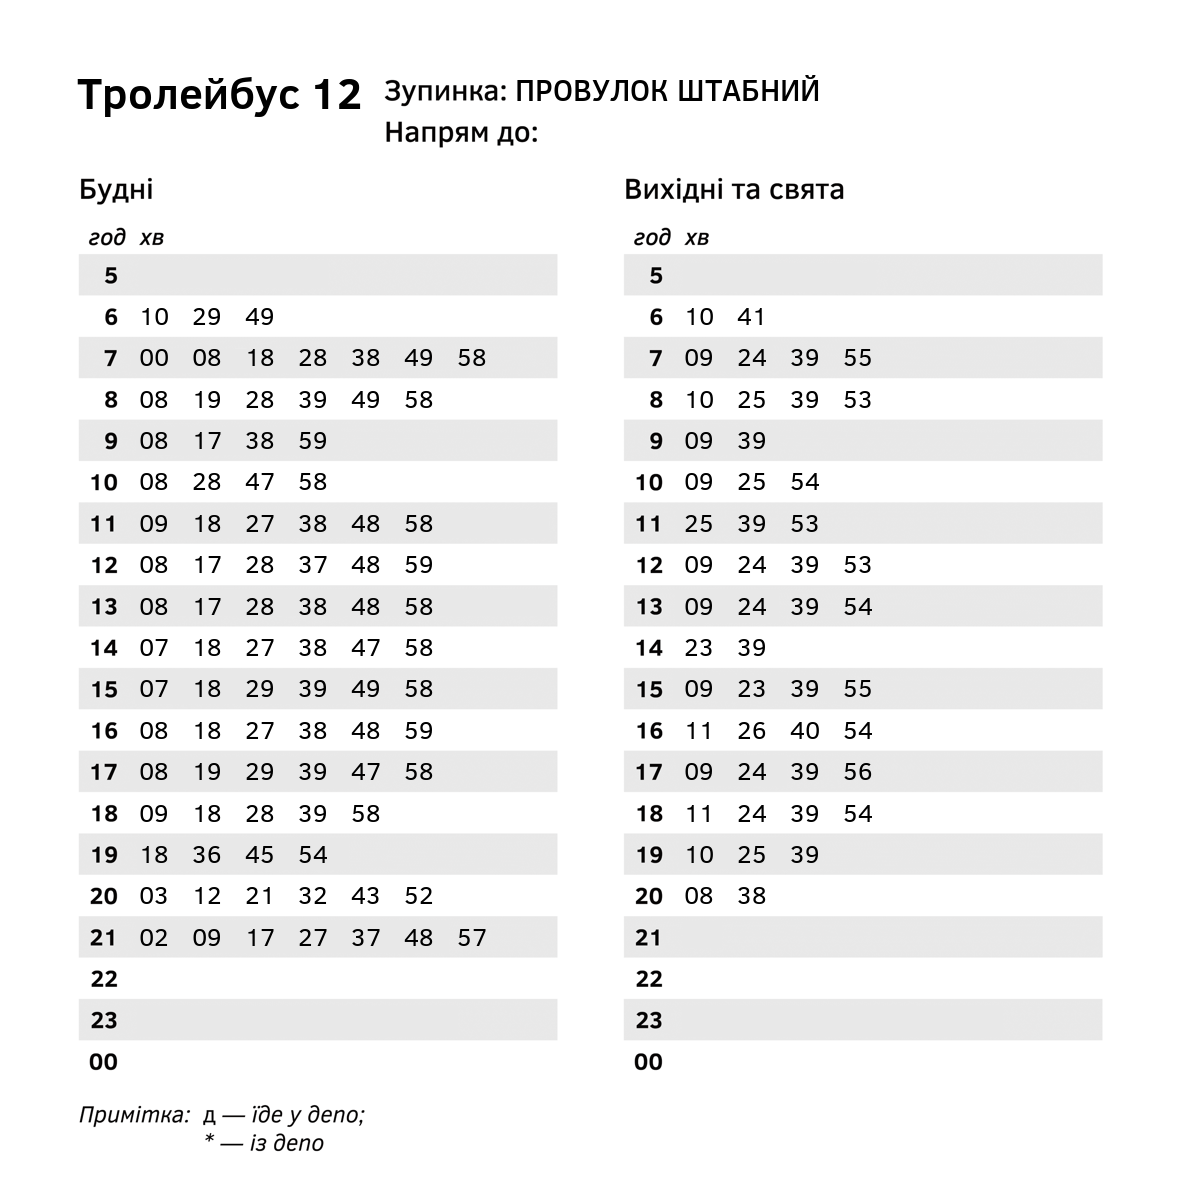 Тролейбус 12 Зупинка: ПРОВУЛОК ШТАБНИЙ
Напрям до:
Будні
год хв
5
6 10 29 49
7 00 08 18 28 38 49 58
8 08 19 28 39 49 58
9 08 17 38 59
10 08 28 47 58
11 09 18 27 38 48 58
12 08 17 28 37 48 59
13 08 17 28 38 48 58
14 07 18 27 38 47 58
15 07 18 29 39 49 58
16 08 18 27 38 48 59
17 08 19 29 39 47 58
18 09 18 28 39 58
19 18 36 45 54
20 03 12 21 32 43 52
21 02 09 17 27 37 48 57
22
23
00
Вихідні та свята
год хв
5
6 10 41
7 09 24 39 55
8 10 25 39 53
9 09 39
10 09 25 54
11 25 39 53
12 09 24 39 53
13 09 24 39 54
14 23 39
15 09 23 39 55
16 11 26 40 54
17 09 24 39 56
18 11 24 39 54
19 10 25 39
20 08 38
21
22
23
00
Примітка: д — їде у депо;
* — із депо